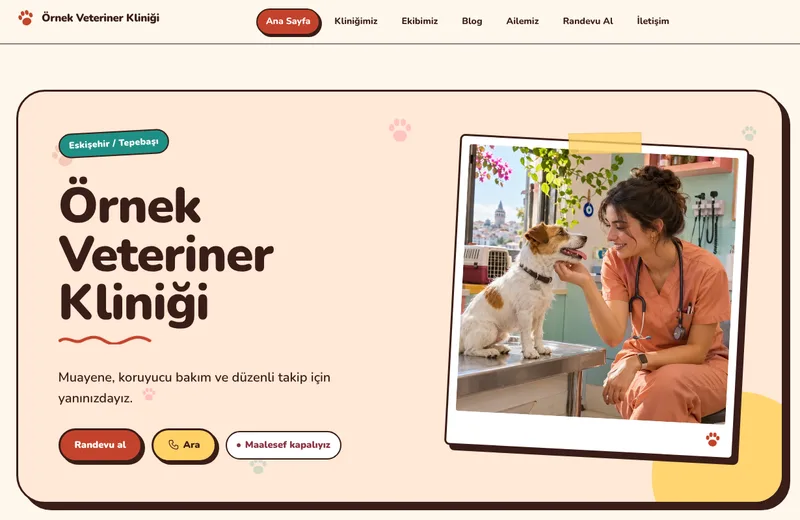 Örnek Veteriner Kliniği
Ana Sayfa
Kliniğimiz
Ekibimiz
Blog
Ailemiz
Randevu Al
İletişim
Eskişehir / Tepebaşı
Örnek
Veteriner
Kliniği
Muayene, koruyucu bakım ve düzenli takip için
yanınızdayız.
Randevu al
Ara
Maalesef kapalıyız